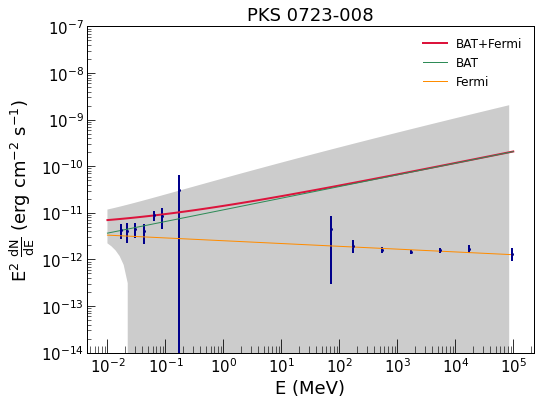 PKS 0723-008
BAT+Fermi
BAT
Fermi
E² dN/dE (erg cm⁻² s⁻¹)
10⁻⁷
10⁻⁸
10⁻⁹
10⁻¹⁰
10⁻¹¹
10⁻¹²
10⁻¹³
10⁻¹⁴
10⁻² 10⁻¹ 10⁰ 10¹ 10² 10³ 10⁴ 10⁵
E (MeV)